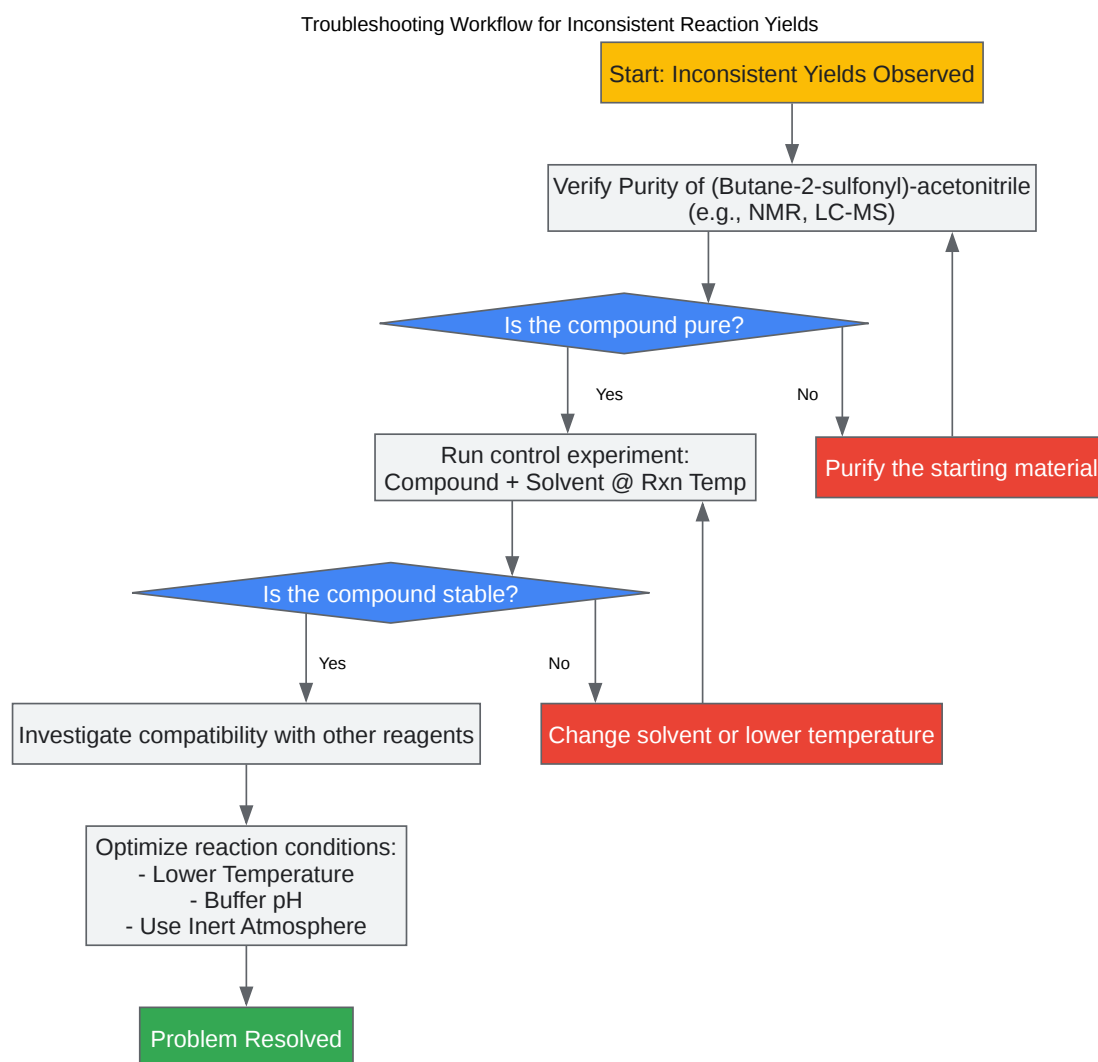 Troubleshooting Workflow for Inconsistent Reaction Yields
Start: Inconsistent Yields Observed
Verify Purity of (Butane-2-sulfonyl)-acetonitrile
(e.g., NMR, LC-MS)
Is the compound pure?
Yes
No
Run control experiment:
Compound + Solvent @ Rxn Temp
Purify the starting material
Is the compound stable?
Yes
No
Investigate compatibility with other reagents
Change solvent or lower temperature
Optimize reaction conditions:
- Lower Temperature
- Buffer pH
- Use Inert Atmosphere
Problem Resolved